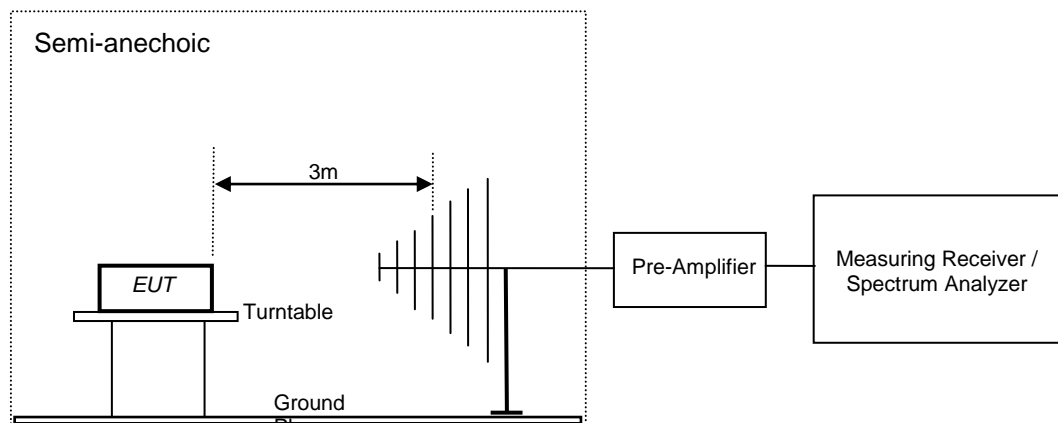 Semi-anechoic
3m
EUT
Turntable
Ground
Pre-Amplifier
Measuring Receiver /
Spectrum Analyzer